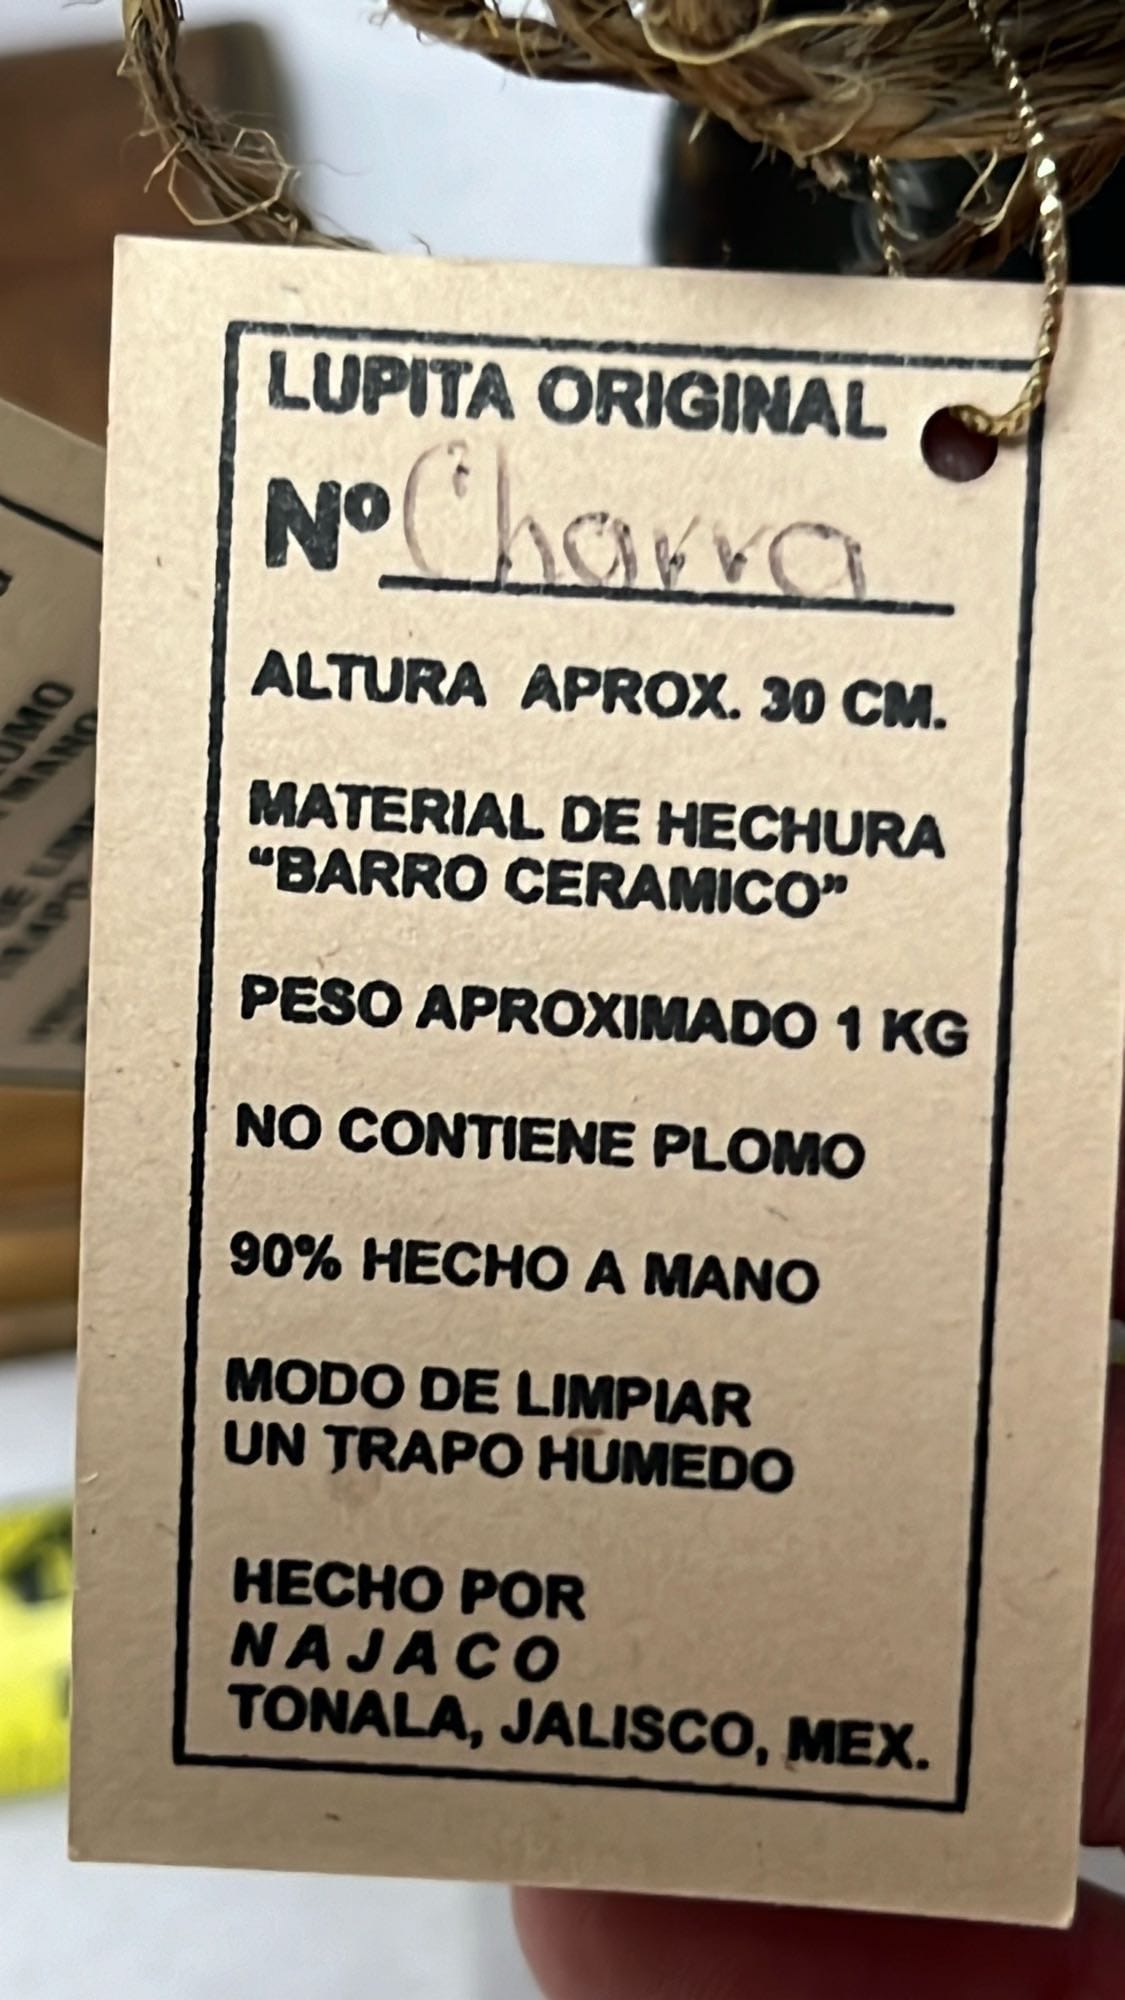 LUPITA ORIGINAL
Nº Charra
ALTURA APROX. 30 CM.
MATERIAL DE HECHURA
“BARRO CERAMICO”
PESO APROXIMADO 1 KG
NO CONTIENE PLOMO
90% HECHO A MANO
MODO DE LIMPIAR
UN TRAPO HUMEDO
HECHO POR
NAJACO
TONALA, JALISCO, MEX.